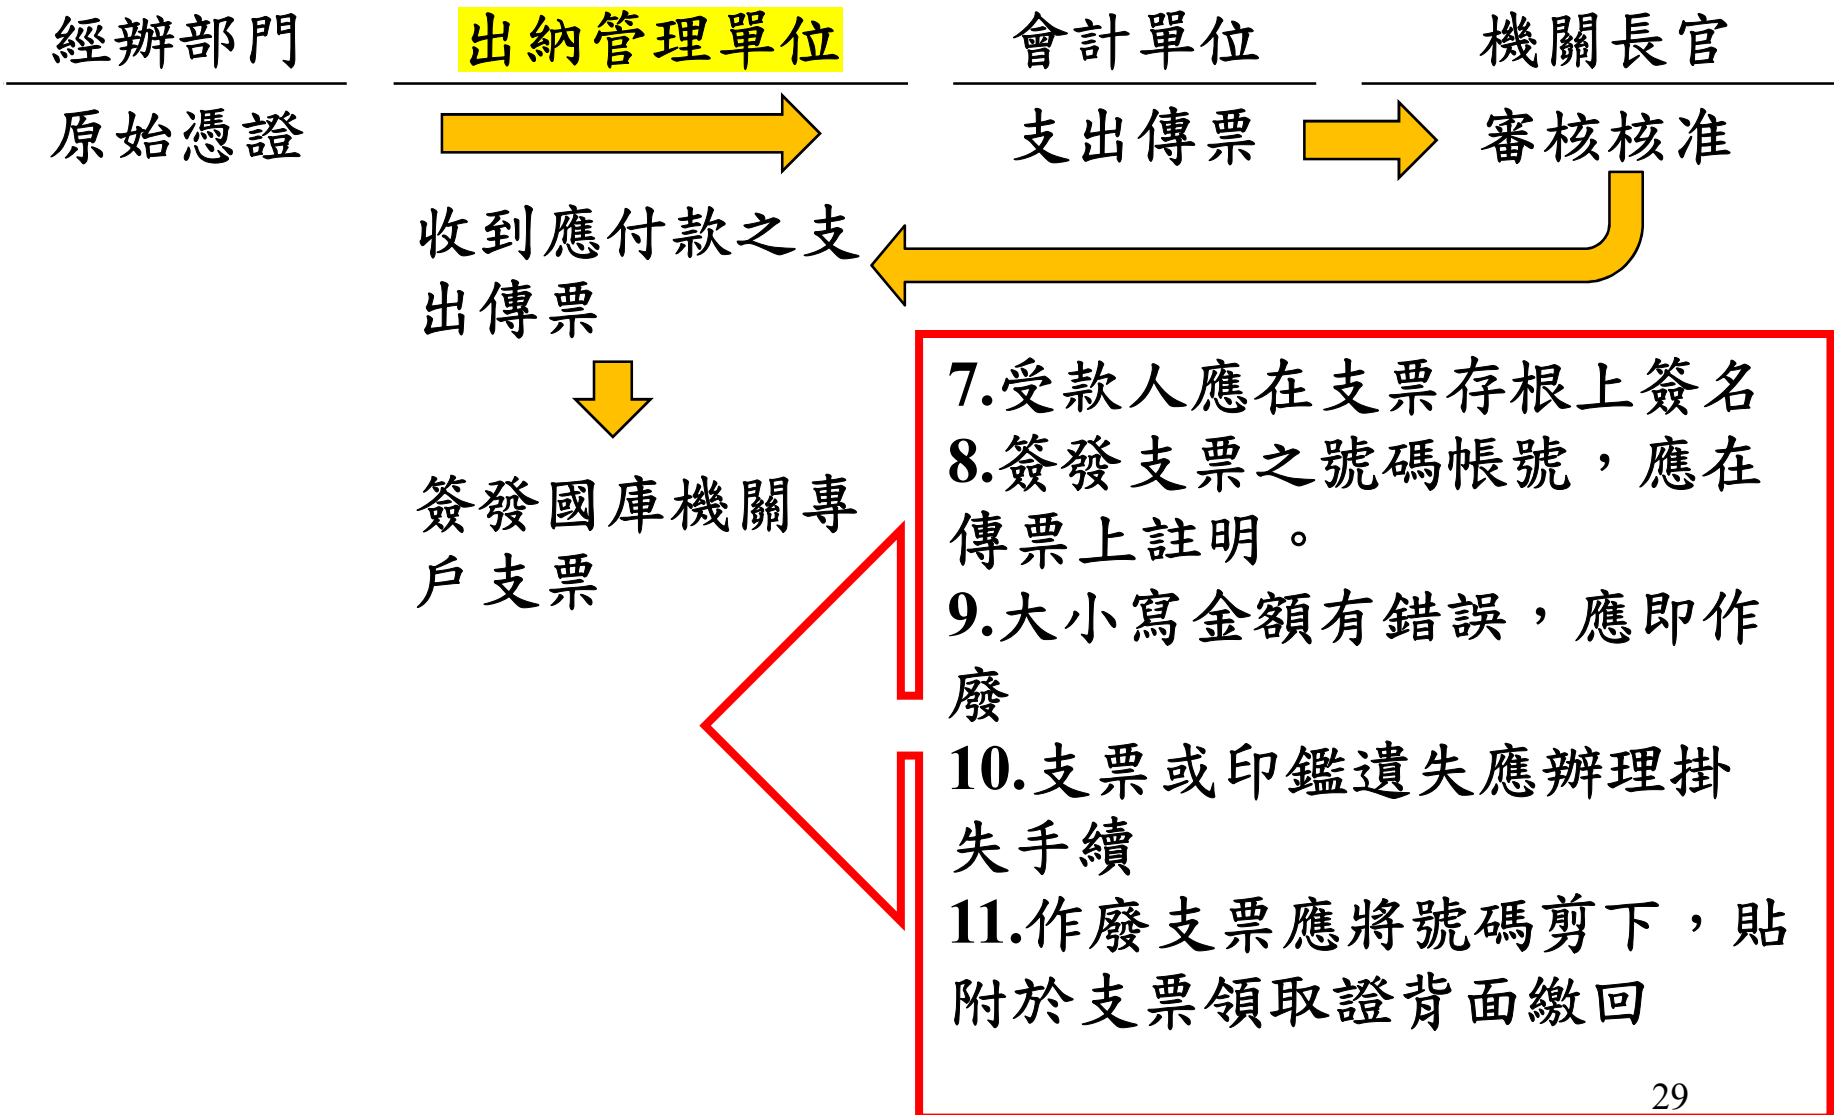 經辦部門 出納管理單位 會計單位 機關長官
原始憑證 支出傳票 審核核准
收到應付款之支
出傳票
簽發國庫機關專
戶支票
7.受款人應在支票存根上簽名
8.簽發支票之號碼帳號，應在
傳票上註明。
9.大小寫金額有錯誤，應即作
廢
10.支票或印鑑遺失應辦理掛
失手續
11.作廢支票應將號碼剪下，貼
附於支票領取證背面繳回
29